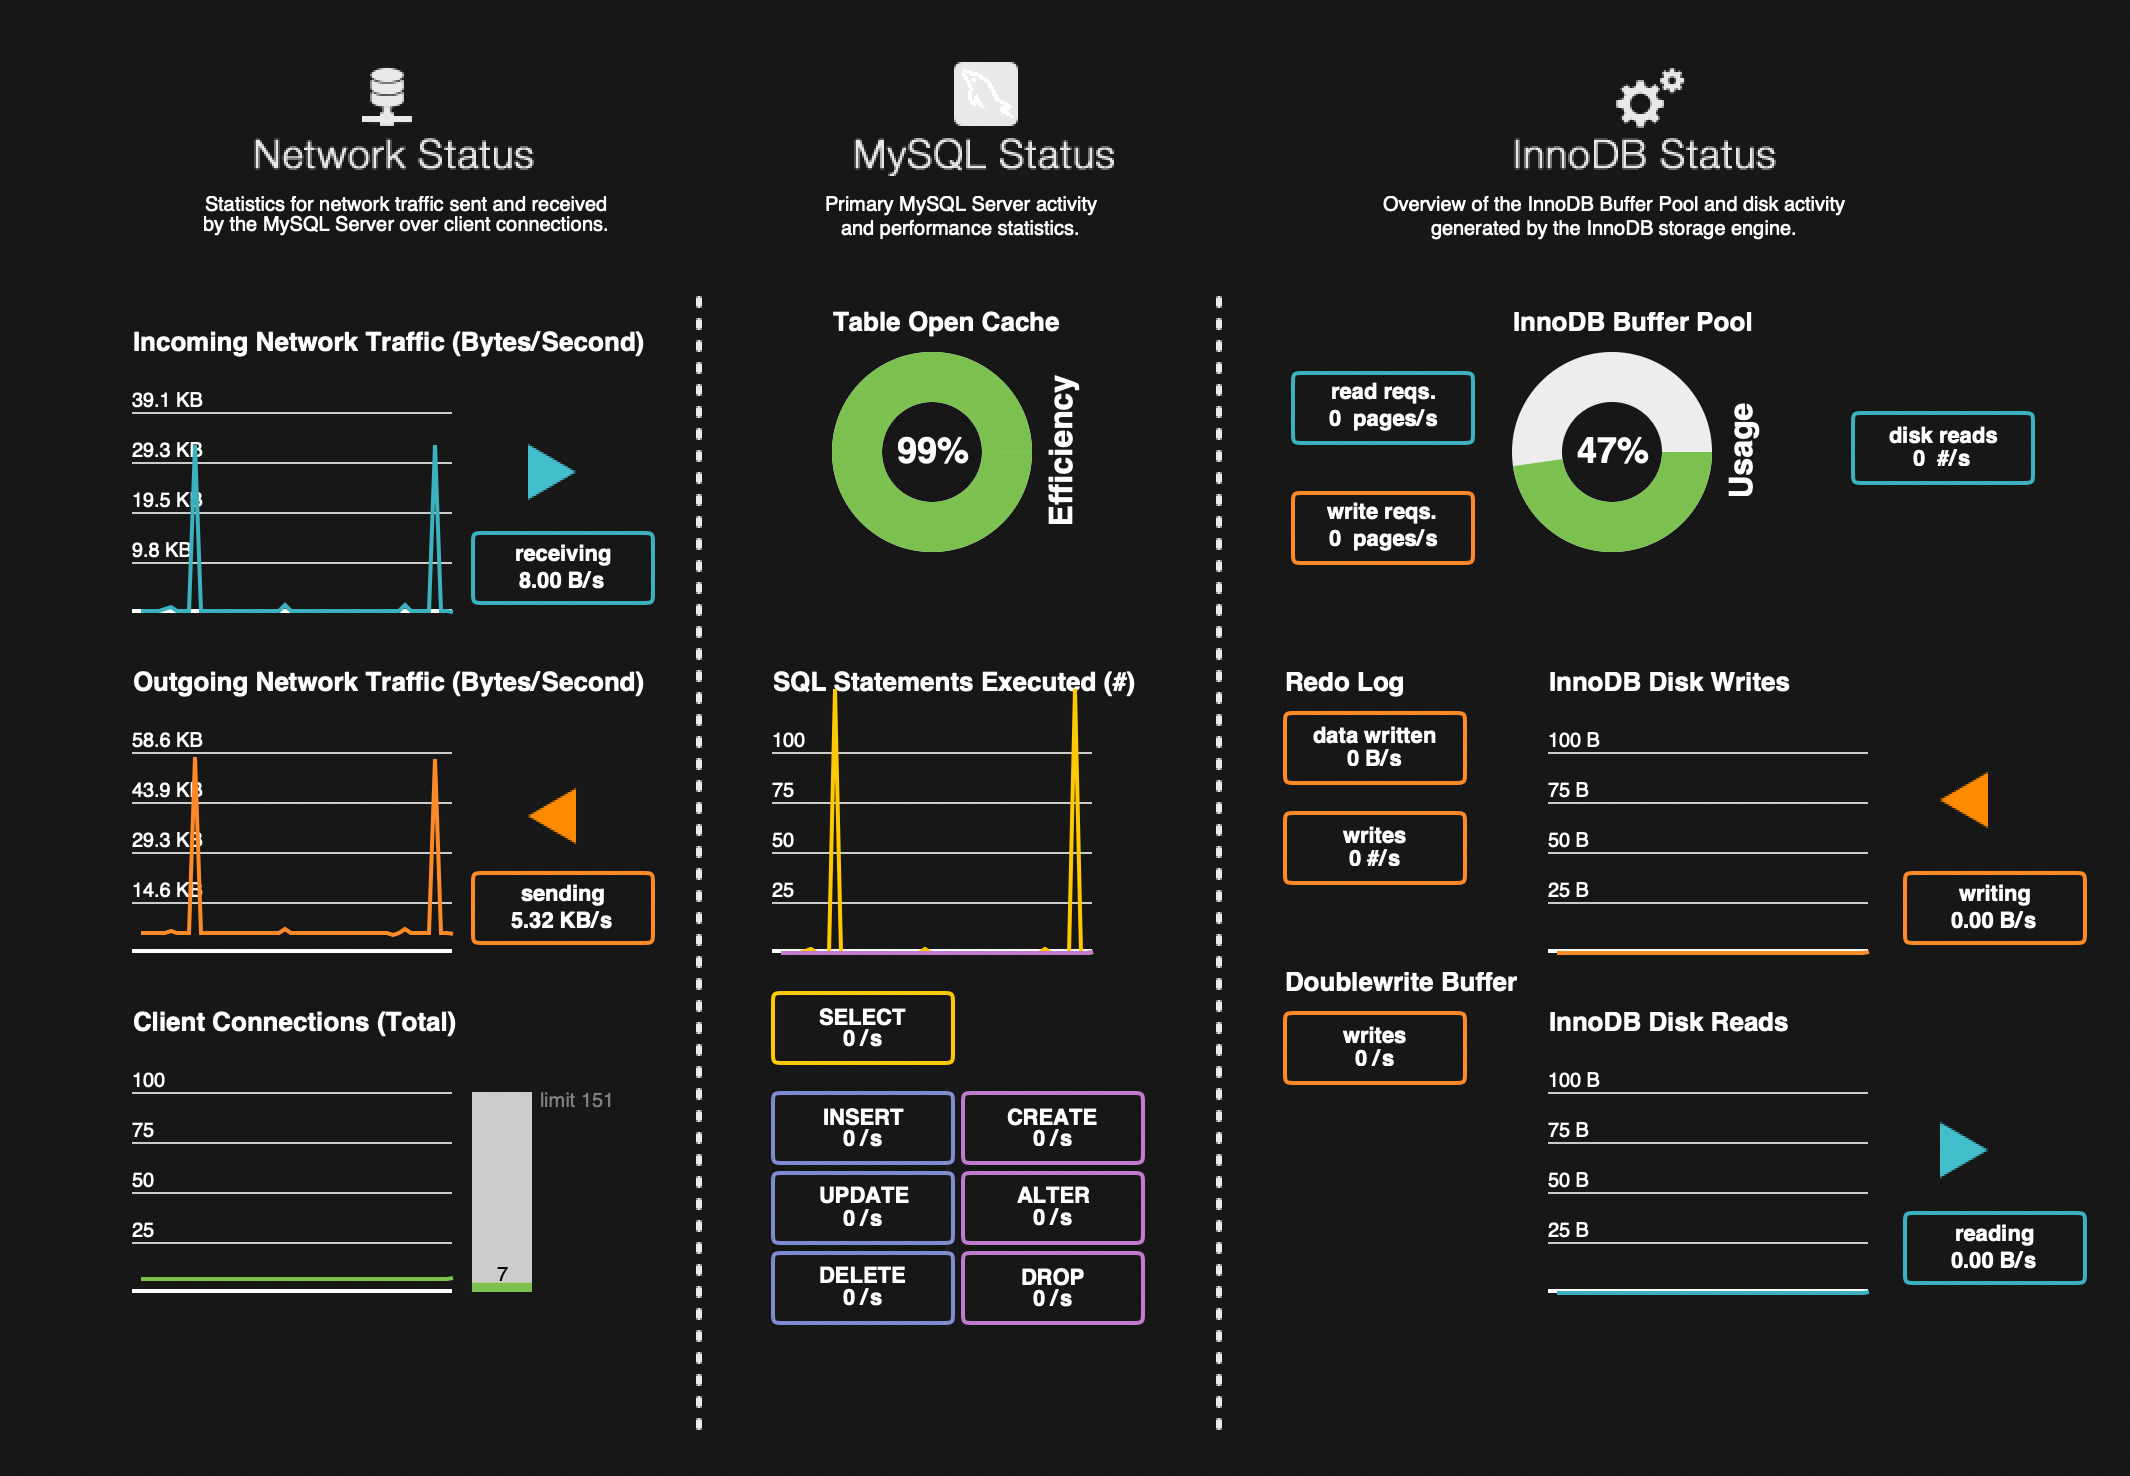 Network Status
Statistics for network traffic sent and received
by the MySQL Server over client connections.
Incoming Network Traffic (Bytes/Second)
39.1 KB
29.3 KB
19.5 KB
9.8 KB
receiving
8.00 B/s
Outgoing Network Traffic (Bytes/Second)
58.6 KB
43.9 KB
29.3 KB
14.6 KB
sending
5.32 KB/s
Client Connections (Total)
100
75
50
25
limit 151
7
MySQL Status
Primary MySQL Server activity
and performance statistics.
Table Open Cache
99%
Efficiency
SQL Statements Executed (#)
100
75
50
25
SELECT
0 /s
INSERT
0 /s
CREATE
0 /s
UPDATE
0 /s
ALTER
0 /s
DELETE
0 /s
DROP
0 /s
InnoDB Status
Overview of the InnoDB Buffer Pool and disk activity
generated by the InnoDB storage engine.
InnoDB Buffer Pool
read reqs.
0 pages/s
write reqs.
0 pages/s
47%
Usage
disk reads
0 #/s
Redo Log
data written
0 B/s
writes
0 #/s
InnoDB Disk Writes
100 B
75 B
50 B
25 B
writing
0.00 B/s
Doublewrite Buffer
writes
0 /s
InnoDB Disk Reads
100 B
75 B
50 B
25 B
reading
0.00 B/s